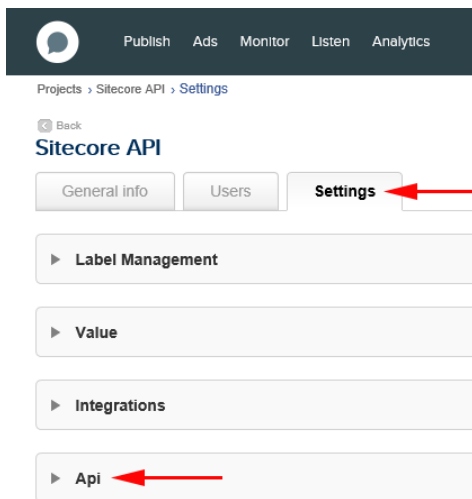 Publish Ads Monitor Listen Analytics
Projects › Sitecore API › Settings
Back
Sitecore API
General info Users Settings
Label Management
Value
Integrations
Api